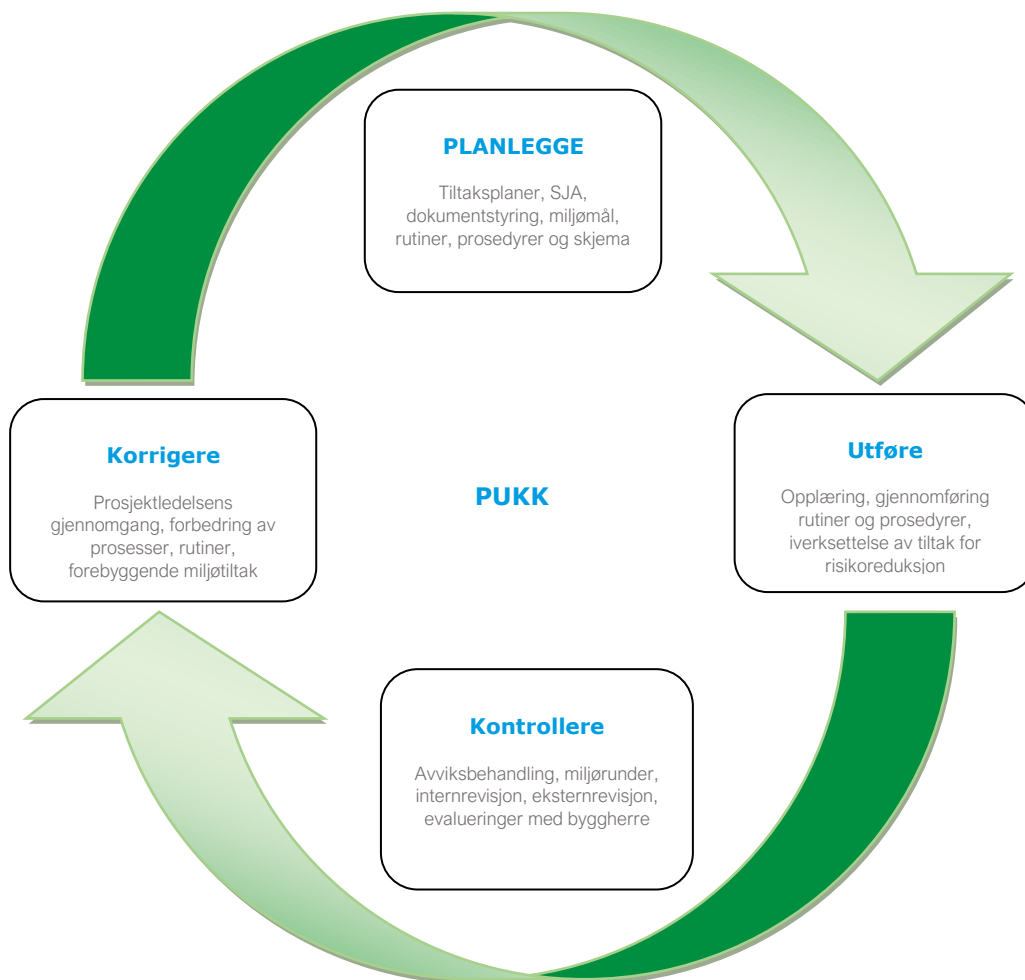 PLANLEGGE
Tiltaksplaner, SJA,
dokumentstyring, miljømål,
rutiner, prosedyrer og skjema
Korrigere
Prosjektledelsens
gjennomgang, forbedring av
prosesser, rutiner,
forebyggende miljøtiltak
PUKK
Utføre
Opplæring, gjennomføring
rutiner og prosedyrer,
iverksettelse av tiltak for
risikoreduksjon
Kontrollere
Avviksbehandling, miljørunder,
internrevisjon, eksternrevisjon,
evalueringer med byggherre